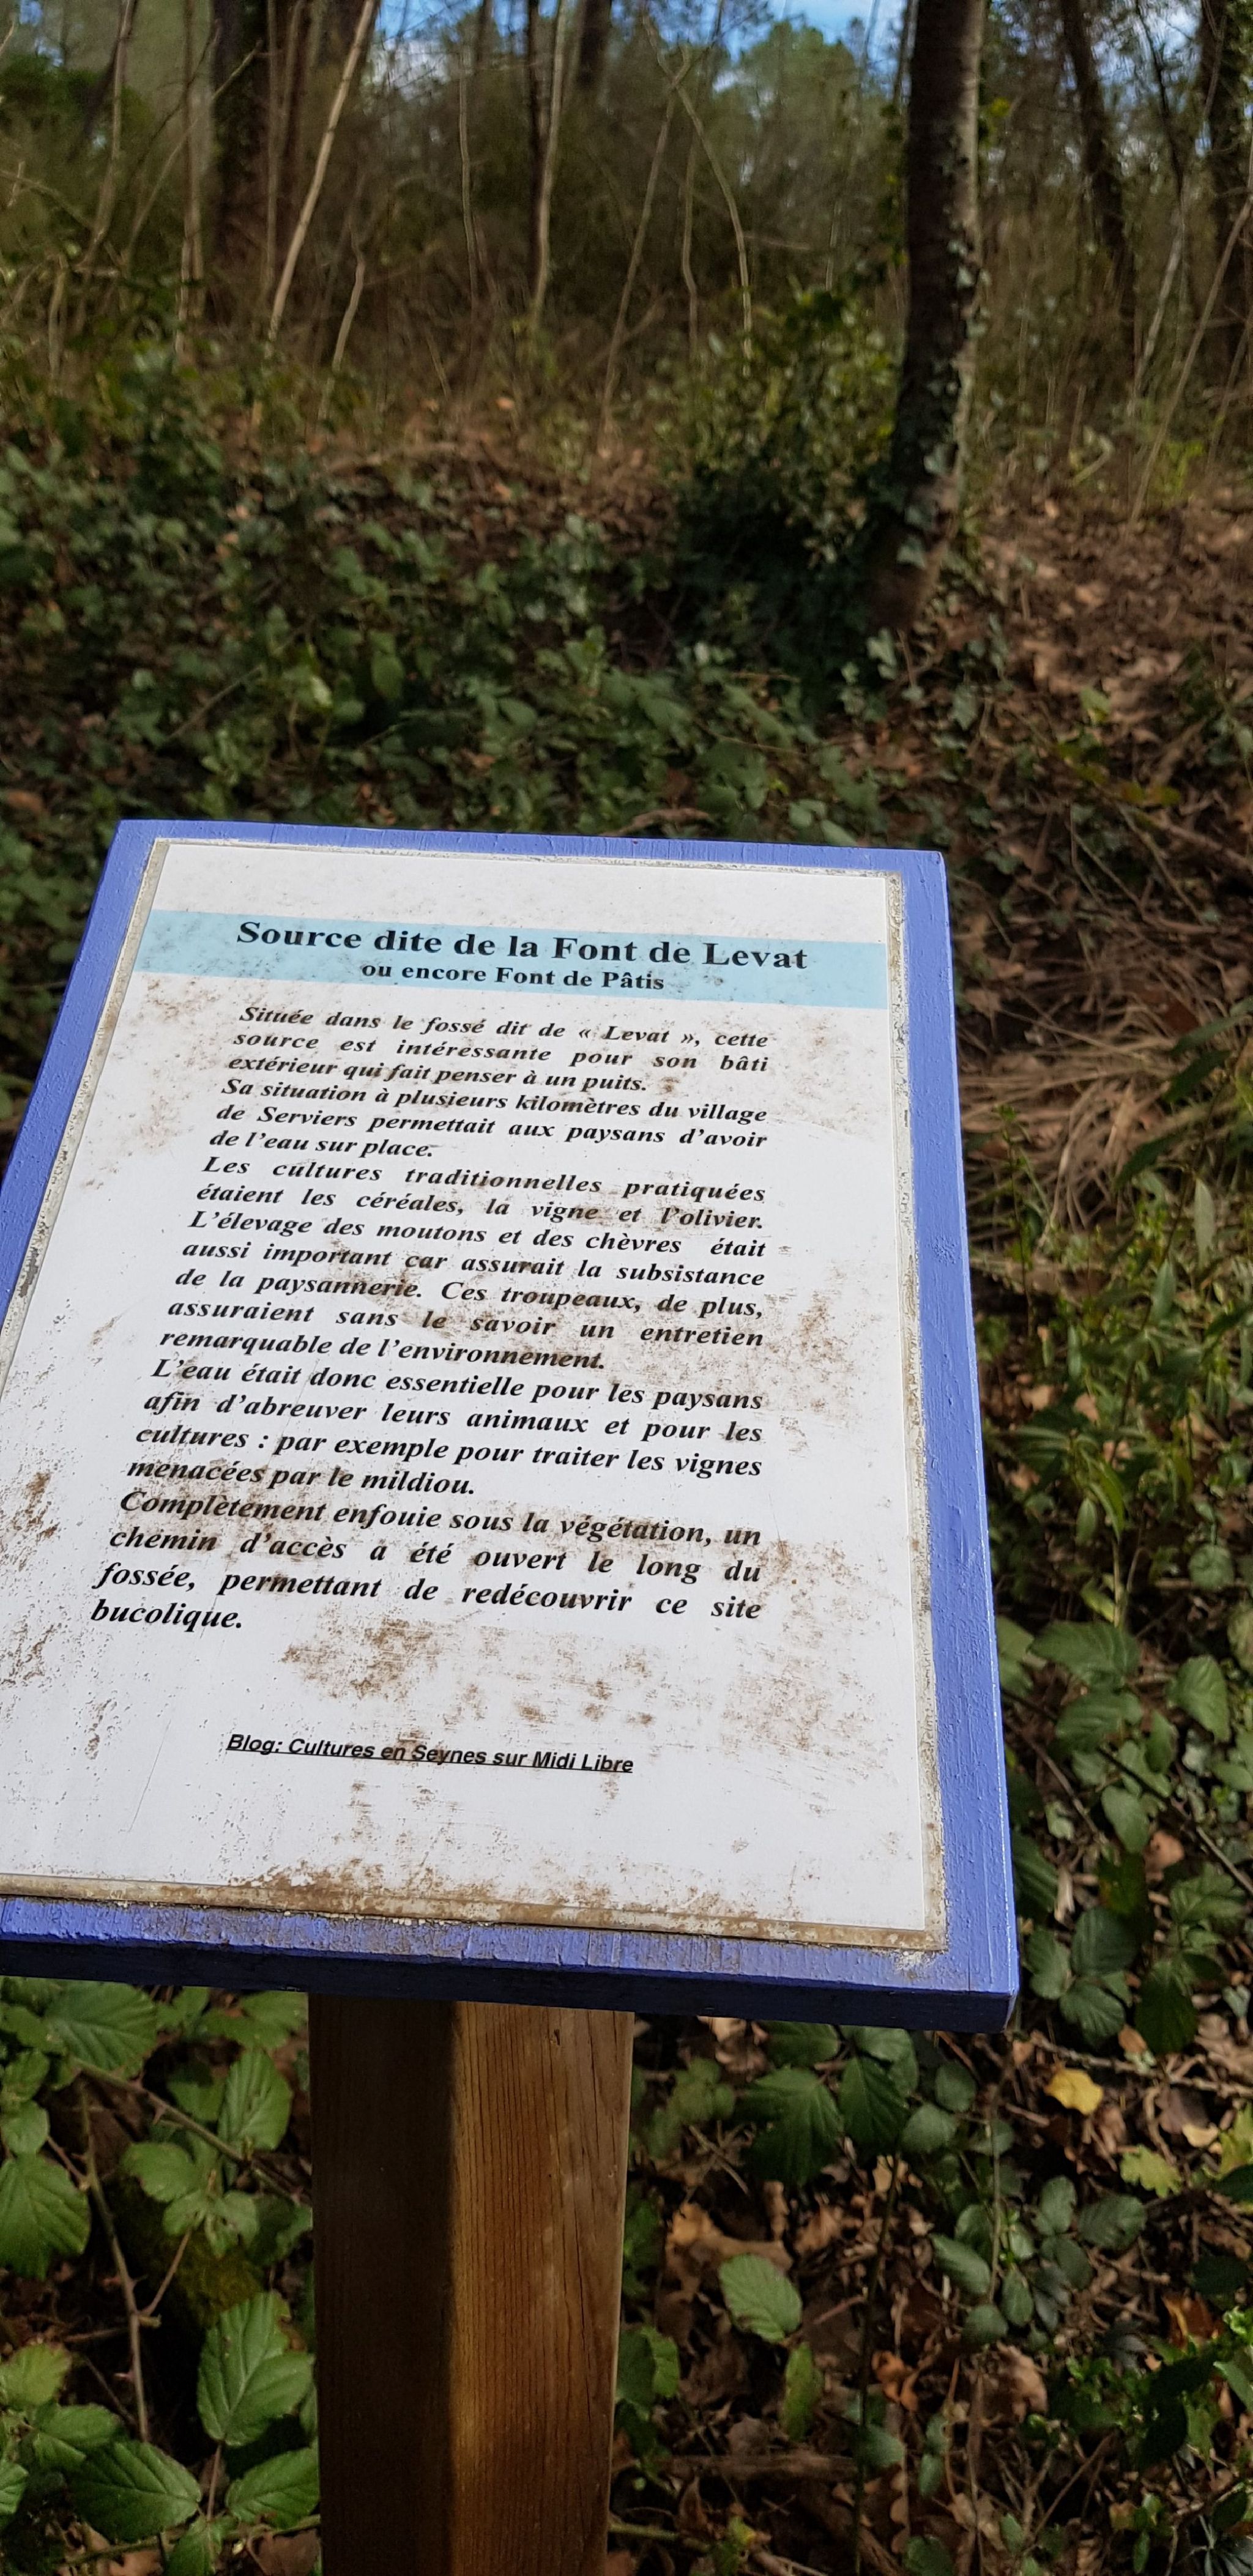 Source dite de la Font de Levat
ou encore Font de Pâtis
Située dans le fossé dit de « Levat », cette
source est intéressante pour son bâti
extérieur qui fait penser à un puits.
Sa situation à plusieurs kilomètres du village
de Serviers permettait aux paysans d'avoir
de l'eau sur place.
Les cultures traditionnelles pratiquées
étaient les céréales, la vigne et l'olivier.
L'élevage des moutons et des chèvres était
aussi important car assurait la subsistance
de la paysannerie. Ces troupeaux, de plus,
assuraient sans le savoir un entretien
remarquable de l'environnement.
L'eau était donc essentielle pour les paysans
afin d'abreuver leurs animaux et pour les
cultures : par exemple pour traiter les vignes
menacées par le mildiou.
Complètement enfouie sous la végétation, un
chemin d'accès a été ouvert le long du
fossée, permettant de redécouvrir ce site
bucolique.
Blog: Cultures en Seynes sur Midi Libre